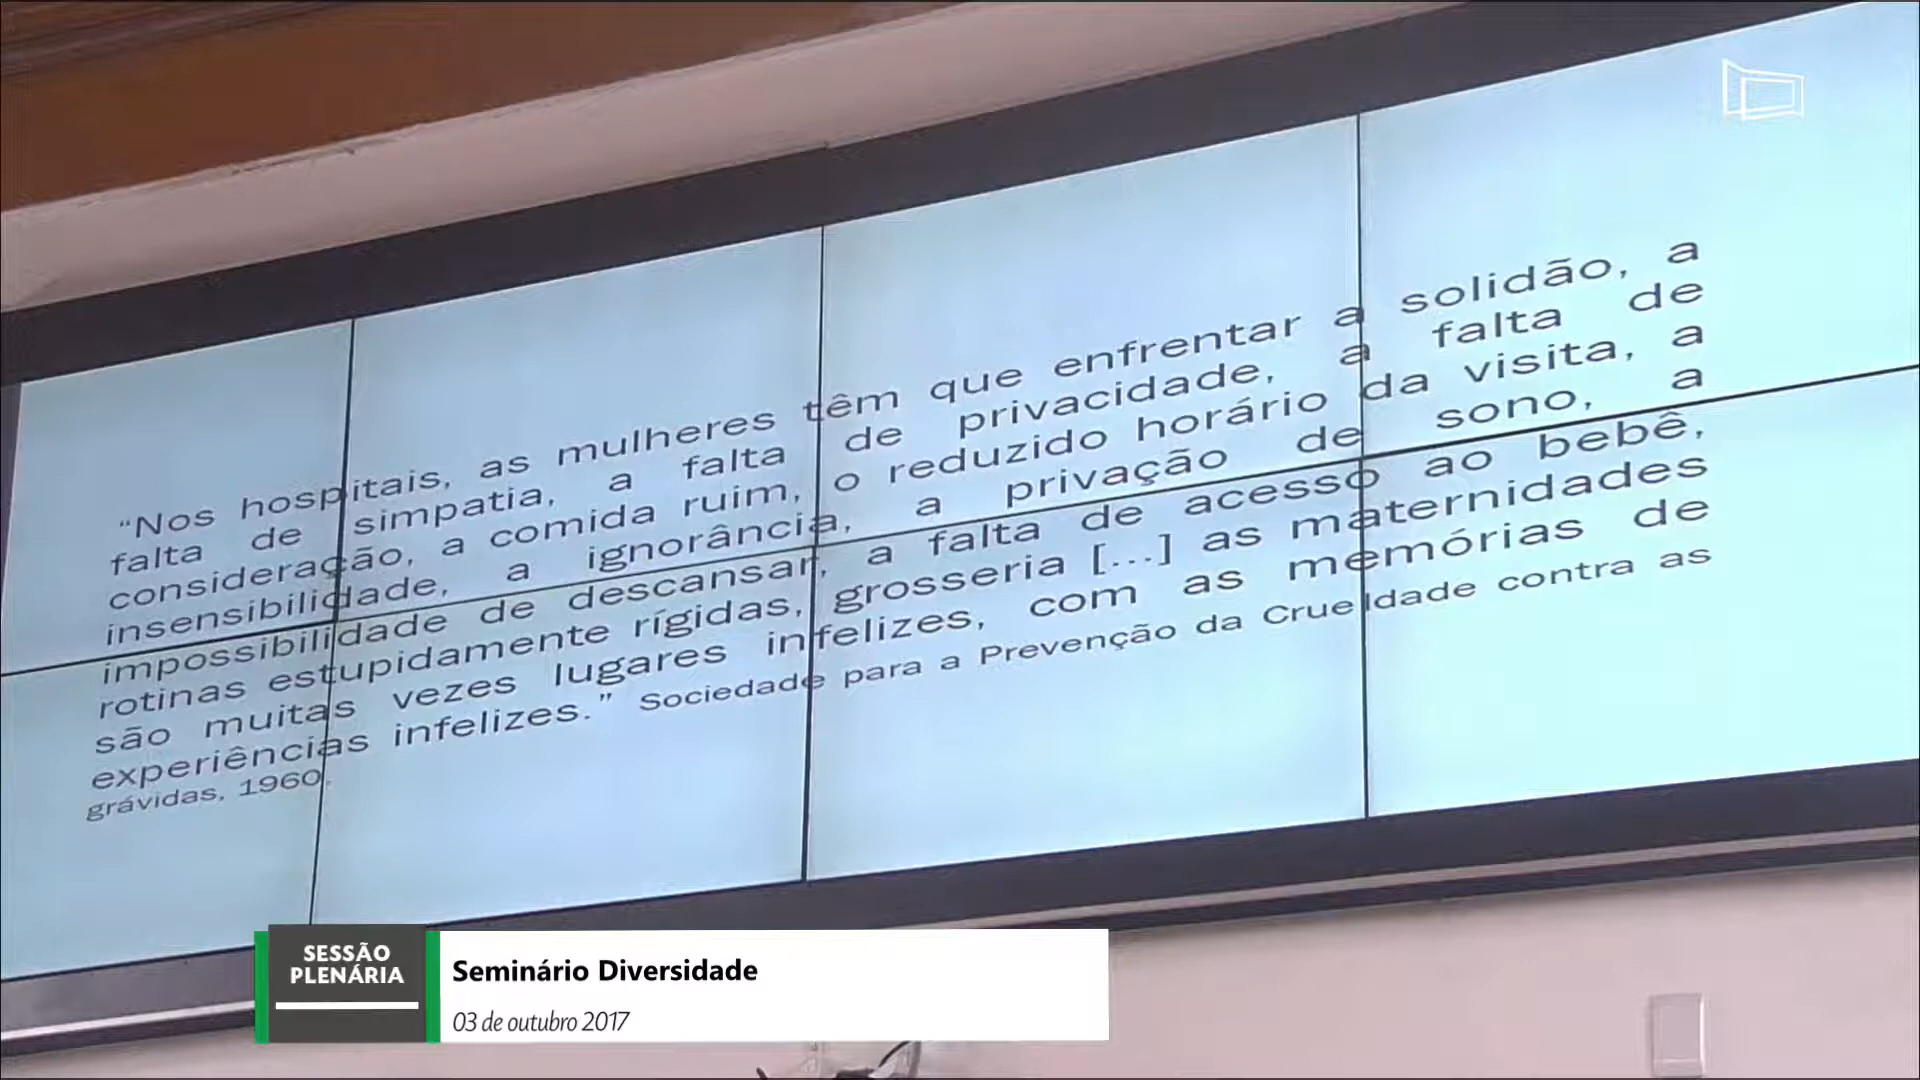 “Nos hospitais, as mulheres têm que enfrentar a solidão, a
falta de simpatia, a falta de privacidade, a falta de
consideração, a comida ruim, o reduzido horário da visita, a
insensibilidade, a ignorância, a privação de sono, a
impossibilidade de descansar, a falta de acesso ao bebê,
rotinas estupidamente rígidas, grosseria [...] as maternidades
são muitas vezes lugares infelizes, com as memórias de
experiências infelizes.” Sociedade para a Prevenção da Crueldade contra as
grávidas, 1960.
SESSÃO
PLENÁRIA
Seminário Diversidade
03 de outubro 2017